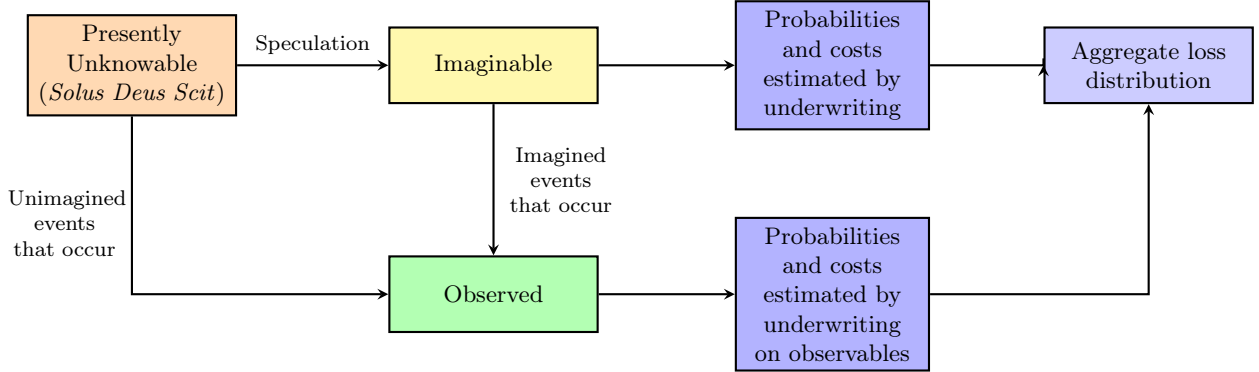 Presently
Unknowable
(Solus Deus Scit)
Speculation
Imaginable
Probabilities
and costs
estimated by
underwriting
Aggregate loss
distribution
Unimagined
events
that occur
Imagined
events
that occur
Observed
Probabilities
and costs
estimated by
underwriting
on observables